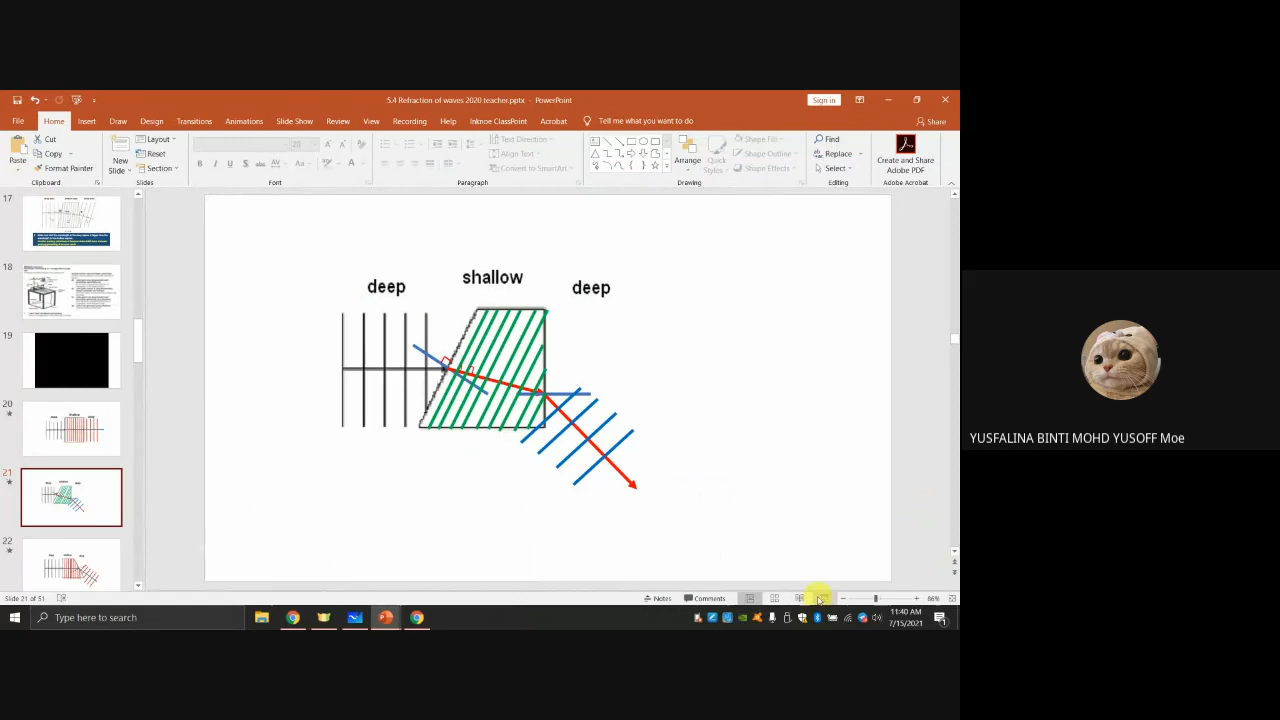 5.4 Refraction of waves 2020 teacher.pptx - PowerPoint
Sign in
File Home Insert Draw Design Transitions Animations Slide Show Review View Recording Help Inknoe ClassPoint Acrobat Tell me what you want to do Share
Paste
Cut
Copy
Format Painter
Clipboard
New Slide
Layout
Reset
Section
Slides
Font
Text Direction
Align Text
Convert to SmartArt
Paragraph
Arrange
Quick Styles
Shape Fill
Shape Outline
Shape Effects
Drawing
Find
Replace
Select
Editing
Create and Share Adobe PDF
Adobe Acrobat
17
18
19
20
21
22
deep
shallow
deep
YUSFALINA BINTI MOHD YUSOFF Moe
Slide 21 of 51
Notes
Comments
86%
Type here to search
11:40 AM
7/15/2021